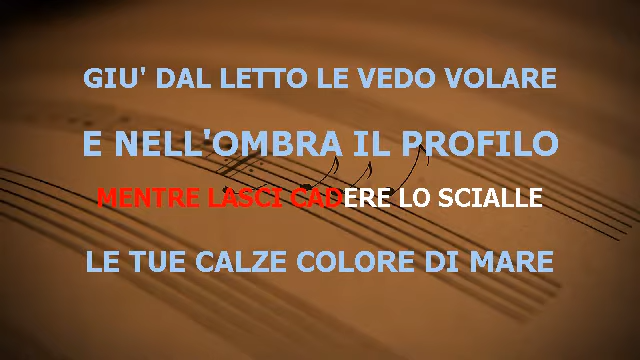 GIU' DAL LETTO LE VEDO VOLARE
E NELL'OMBRA IL PROFILO
MENTRE LASCI CADERE LO SCIALLE
LE TUE CALZE COLORE DI MARE